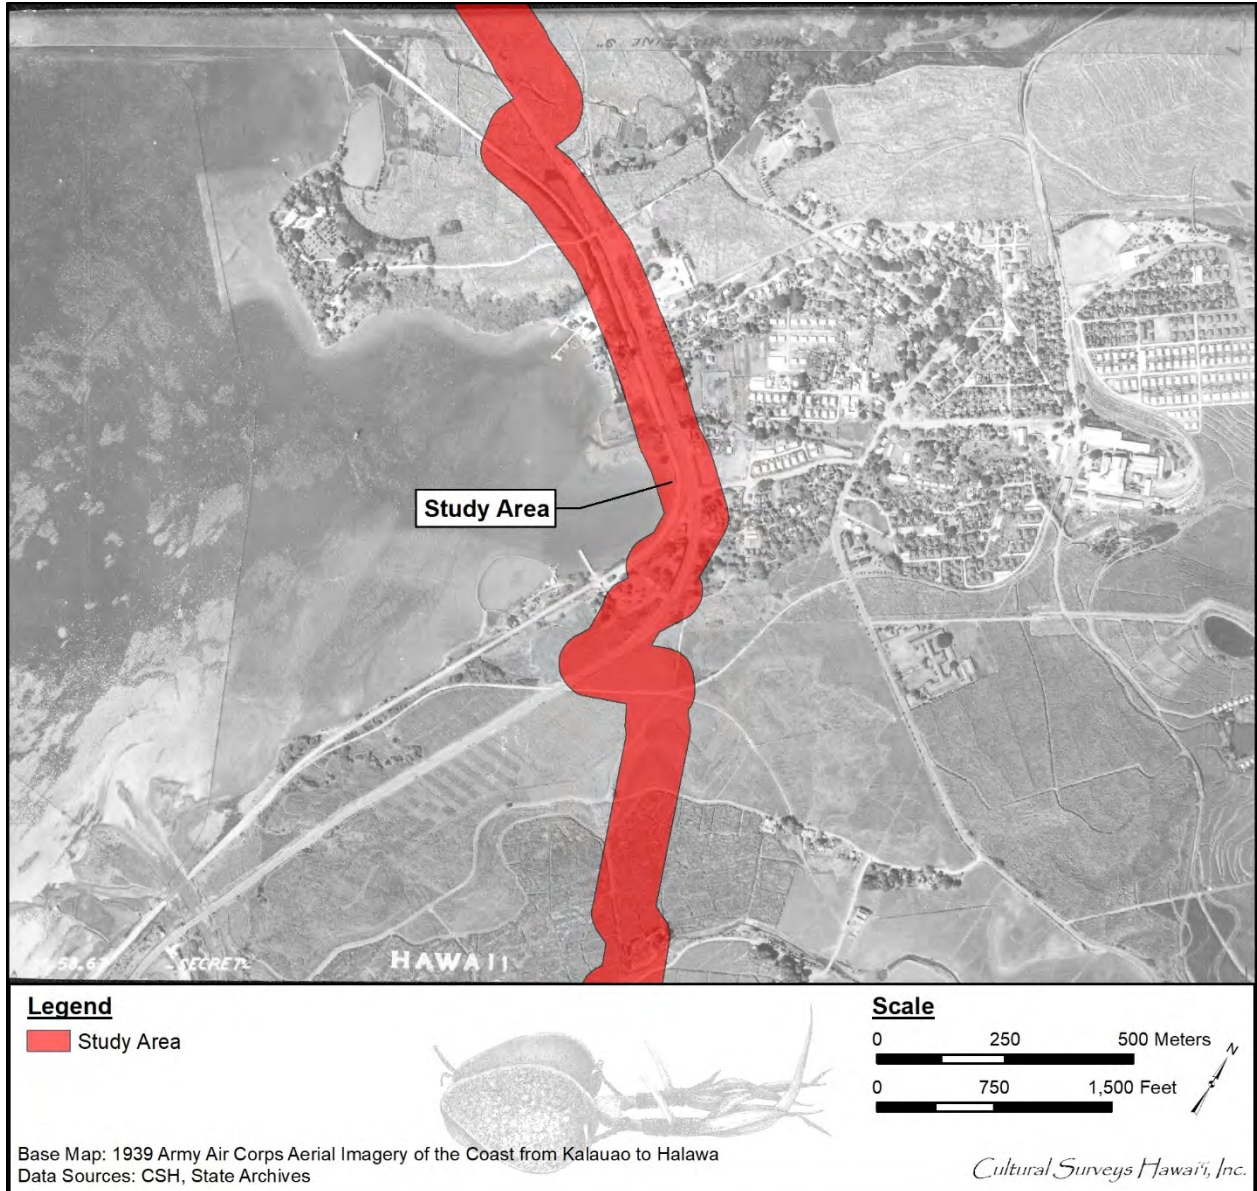 Study Area
SECRET
HAWAII
Legend
Study Area
Scale
0 250 500 Meters
0 750 1,500 Feet
N
Base Map: 1939 Army Air Corps Aerial Imagery of the Coast from Kalauao to Halawa
Data Sources: CSH, State Archives
Cultural Surveys Hawai'i, Inc.